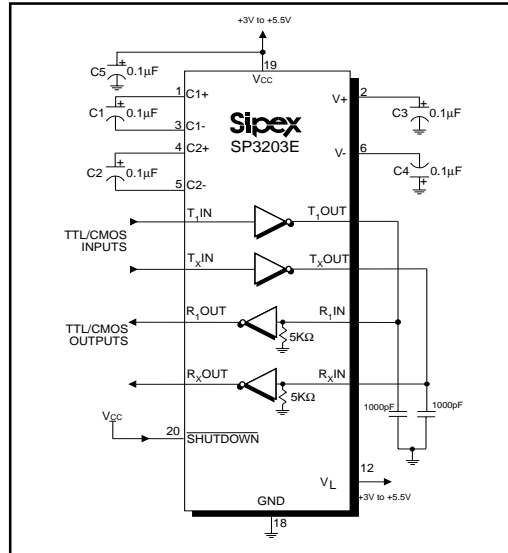 +3V to +5.5V
19
VCC
C5 + 0.1µF
1 C1+
C1 + 0.1µF
3 C1-
4 C2+
C2 + 0.1µF
5 C2-
Sipex
SP3203E
V+ 2
C3 + 0.1µF
V- 6
C4 0.1µF +
TTL/CMOS
INPUTS
T1IN
T1OUT
TXIN
TXOUT
TTL/CMOS
OUTPUTS
R1OUT
R1IN
5KΩ
RXOUT
RXIN
5KΩ
1000pF
1000pF
VCC
20
SHUTDOWN
VL
12
+3V to +5.5V
GND
18